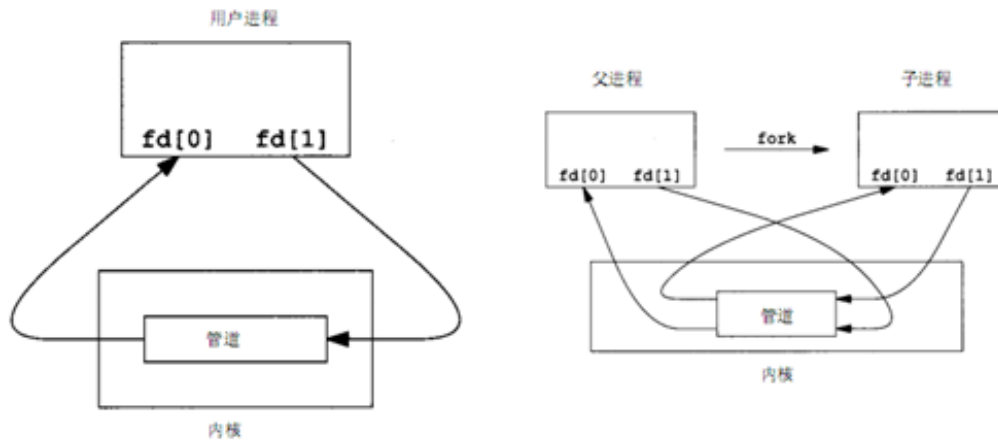 用户进程
fd[0] fd[1]
管道
内核
父进程
子进程
fork
fd[0] fd[1]
fd[0] fd[1]
管道
内核